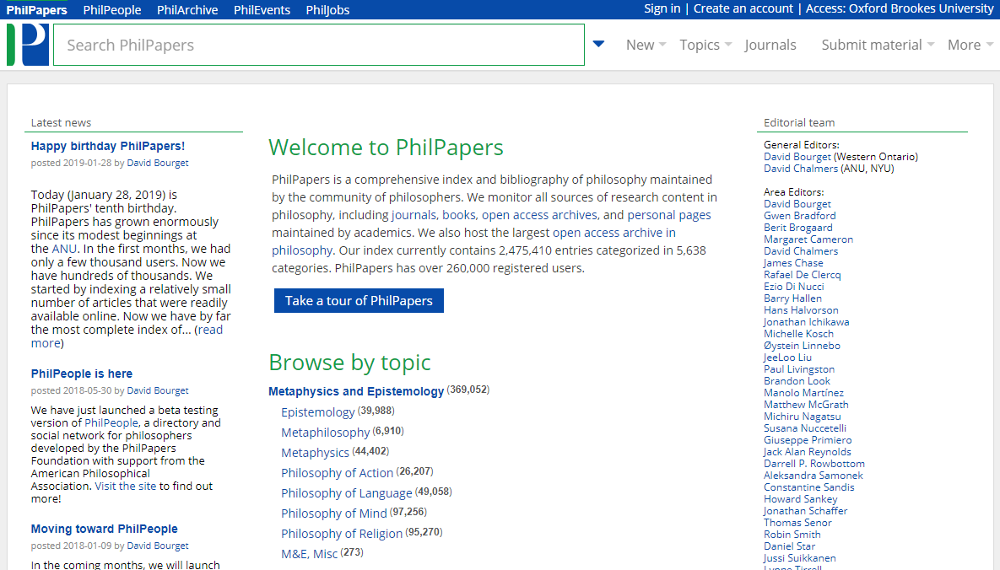 PhilPapers PhilPeople PhilArchive PhilEvents PhilJobs
Sign in | Create an account | Access: Oxford Brookes University
P
Search PhilPapers
New Topics Journals Submit material More
Latest news
Happy birthday PhilPapers!
posted 2019-01-28 by David Bourget
Today (January 28, 2019) is
PhilPapers' tenth birthday.
PhilPapers has grown enormously
since its modest beginnings at
the ANU. In the first months, we had
only a few thousand users. Now we
have hundreds of thousands. We
started by indexing a relatively small
number of articles that were readily
available online. Now we have by far
the most complete index of... (read
more)
PhilPeople is here
posted 2018-05-30 by David Bourget
We have just launched a beta testing
version of PhilPeople, a directory and
social network for philosophers
developed by the PhilPapers
Foundation with support from the
American Philosophical
Association. Visit the site to find out
more!
Moving toward PhilPeople
posted 2018-01-09 by David Bourget
In the coming months, we will launch
Welcome to PhilPapers
PhilPapers is a comprehensive index and bibliography of philosophy maintained
by the community of philosophers. We monitor all sources of research content in
philosophy, including journals, books, open access archives, and personal pages
maintained by academics. We also host the largest open access archive in
philosophy. Our index currently contains 2,475,410 entries categorized in 5,638
categories. PhilPapers has over 260,000 registered users.
Take a tour of PhilPapers
Browse by topic
Metaphysics and Epistemology (369,052)
Epistemology (39,988)
Metaphilosophy (6,910)
Metaphysics (44,402)
Philosophy of Action (26,207)
Philosophy of Language (49,058)
Philosophy of Mind (97,256)
Philosophy of Religion (95,270)
M&E, Misc (273)
Editorial team
General Editors:
David Bourget (Western Ontario)
David Chalmers (ANU, NYU)
Area Editors:
David Bourget
Gwen Bradford
Berit Brogaard
Margaret Cameron
David Chalmers
James Chase
Rafael De Clercq
Ezio Di Nucci
Barry Hallen
Hans Halvorson
Jonathan Ichikawa
Michelle Kosch
Øystein Linnebo
JeeLoo Liu
Paul Livingston
Brandon Look
Manolo Martínez
Matthew McGrath
Michiru Nagatsu
Susana Nuccetelli
Giuseppe Primiero
Jack Alan Reynolds
Darrell P. Rowbottom
Aleksandra Samonek
Constantine Sandis
Howard Sankey
Jonathan Schaffer
Thomas Senor
Robin Smith
Daniel Star
Jussi Suikkanen
Lynne Tirrell